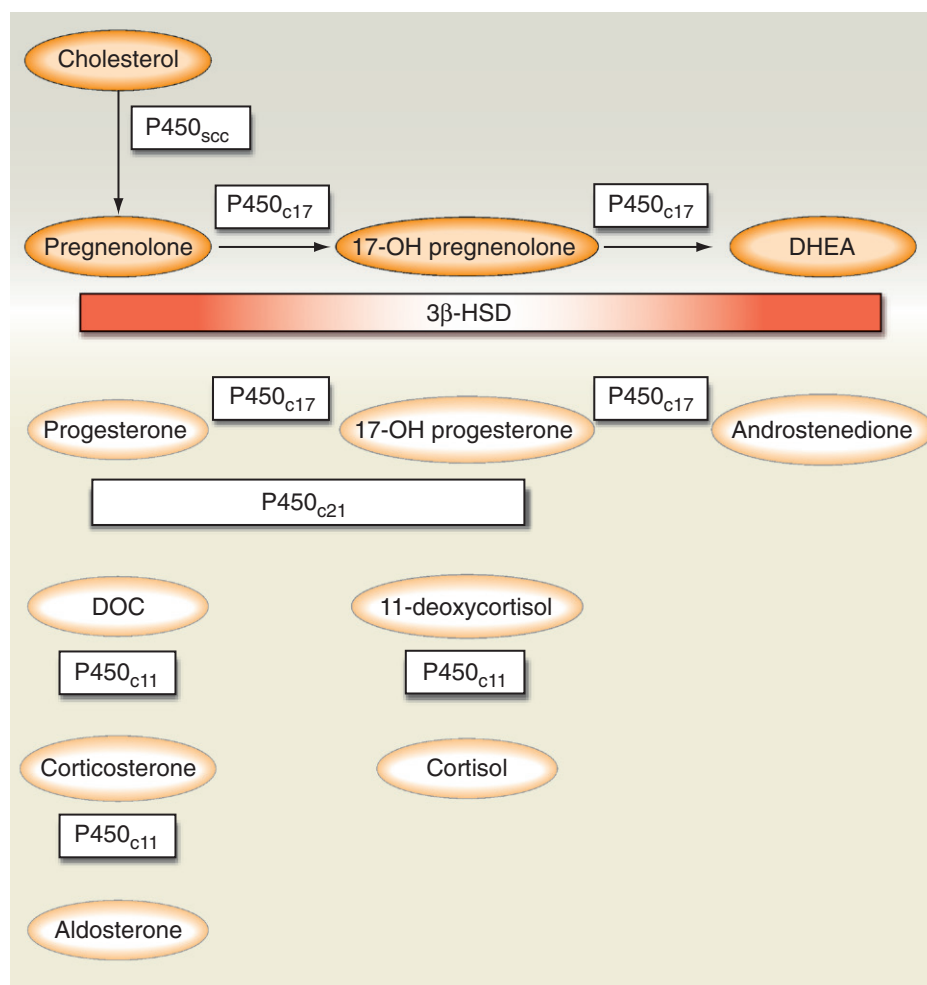 Cholesterol
P450scc
P450c17
P450c17
Pregnenolone
17-OH pregnenolone
DHEA
3β-HSD
P450c17
P450c17
Progesterone
17-OH progesterone
Androstenedione
P450c21
DOC
11-deoxycortisol
P450c11
P450c11
Corticosterone
Cortisol
P450c11
Aldosterone